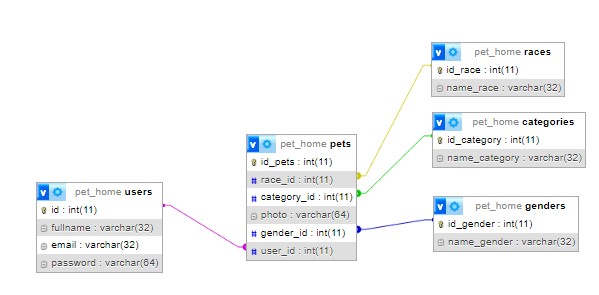 pet_home races
id_race : int(11)
name_race : varchar(32)
pet_home categories
id_category : int(11)
name_category : varchar(32)
pet_home pets
id_pets : int(11)
race_id : int(11)
category_id : int(11)
photo : varchar(64)
gender_id : int(11)
user_id : int(11)
pet_home users
id : int(11)
fullname : varchar(32)
email : varchar(32)
password : varchar(64)
pet_home genders
id_gender : int(11)
name_gender : varchar(32)